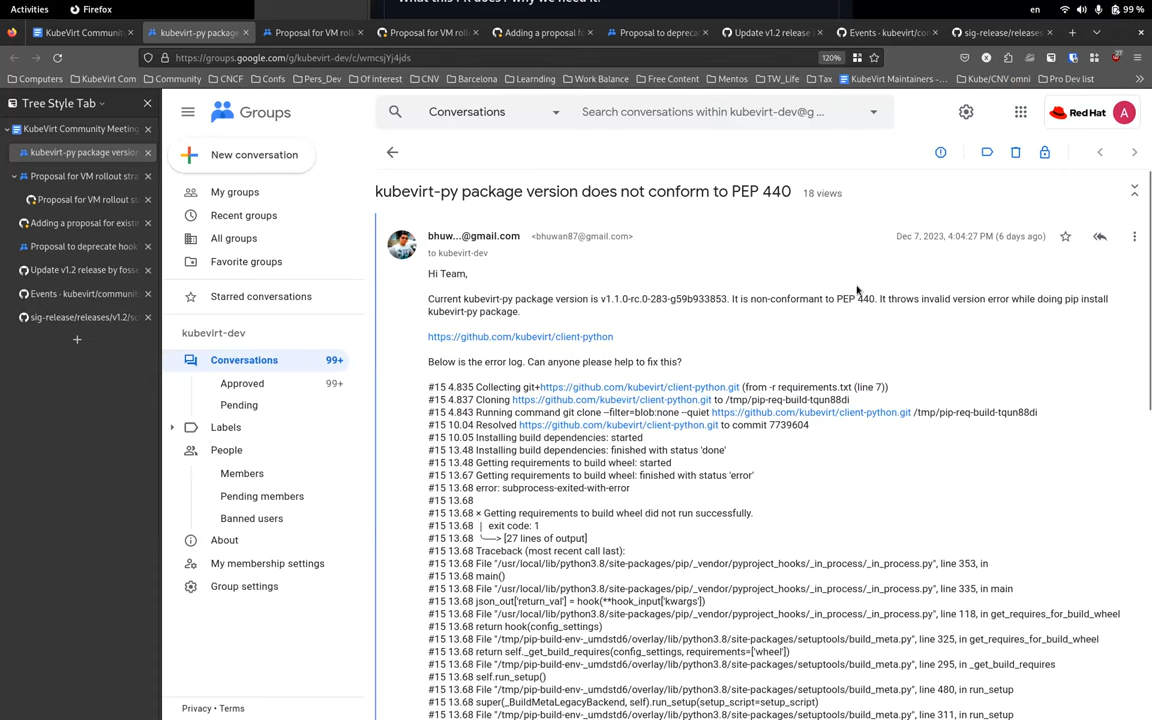 What this PR does / why we need it:
Activities
Firefox
en
99 %
KubeVirt Communi
kubevirt-py package
Proposal for VM roll
Proposal for VM roll
Adding a proposal fo
Proposal to deprec
Update v1.2 release
Events · kubevirt/co
sig-release/releases
https://groups.google.com/g/kubevirt-dev/c/wmcsjYj4jds
120%
Computers
KubeVirt Com
Community
CNCF
Confs
Pers_Dev
Of interest
CNV
Barcelona
Learnding
Work Balance
Free Content
Mentos
TW_Life
Tax
KubeVirt Maintainers -...
Kube/CNV omni
Pro Dev list
Tree Style Tab
KubeVirt Community Meeting
kubevirt-py package version
Proposal for VM rollout stra
Proposal for VM rollout st
Adding a proposal for exist
Proposal to deprecate hook
Update v1.2 release by foss
Events · kubevirt/communi
sig-release/releases/v1.2/sc
Groups
Conversations
Search conversations within kubevirt-dev@g ...
Red Hat
A
New conversation
My groups
Recent groups
All groups
Favorite groups
Starred conversations
kubevirt-dev
Conversations 99+
Approved 99+
Pending
Labels
People
Members
Pending members
Banned users
About
My membership settings
Group settings
Privacy • Terms
kubevirt-py package version does not conform to PEP 440
18 views
bhuw...@gmail.com <bhuwan87@gmail.com>
Dec 7, 2023, 4:04:27 PM (6 days ago)
to kubevirt-dev
Hi Team,
Current kubevirt-py package version is v1.1.0-rc.0-283-g59b933853. It is non-conformant to PEP 440. It throws invalid version error while doing pip install
kubevirt-py package.
https://github.com/kubevirt/client-python
Below is the error log. Can anyone please help to fix this?
#15 4.835 Collecting git+https://github.com/kubevirt/client-python.git (from -r requirements.txt (line 7))
#15 4.837 Cloning https://github.com/kubevirt/client-python.git to /tmp/pip-req-build-tqun88di
#15 4.843 Running command git clone --filter=blob:none --quiet https://github.com/kubevirt/client-python.git /tmp/pip-req-build-tqun88di
#15 10.04 Resolved https://github.com/kubevirt/client-python.git to commit 7739604
#15 10.05 Installing build dependencies: started
#15 13.48 Installing build dependencies: finished with status 'done'
#15 13.48 Getting requirements to build wheel: started
#15 13.67 Getting requirements to build wheel: finished with status 'error'
#15 13.68 error: subprocess-exited-with-error
#15 13.68
#15 13.68 × Getting requirements to build wheel did not run successfully.
#15 13.68 │ exit code: 1
#15 13.68 ╰─> [27 lines of output]
#15 13.68 Traceback (most recent call last):
#15 13.68 File "/usr/local/lib/python3.8/site-packages/pip/_vendor/pyproject_hooks/_in_process/_in_process.py", line 353, in
#15 13.68 main()
#15 13.68 File "/usr/local/lib/python3.8/site-packages/pip/_vendor/pyproject_hooks/_in_process/_in_process.py", line 335, in main
#15 13.68 json_out['return_val'] = hook(**hook_input['kwargs'])
#15 13.68 File "/usr/local/lib/python3.8/site-packages/pip/_vendor/pyproject_hooks/_in_process/_in_process.py", line 118, in get_requires_for_build_wheel
#15 13.68 return hook(config_settings)
#15 13.68 File "/tmp/pip-build-env-_umdstd6/overlay/lib/python3.8/site-packages/setuptools/build_meta.py", line 325, in get_requires_for_build_wheel
#15 13.68 return self._get_build_requires(config_settings, requirements=['wheel'])
#15 13.68 File "/tmp/pip-build-env-_umdstd6/overlay/lib/python3.8/site-packages/setuptools/build_meta.py", line 295, in _get_build_requires
#15 13.68 self.run_setup()
#15 13.68 File "/tmp/pip-build-env-_umdstd6/overlay/lib/python3.8/site-packages/setuptools/build_meta.py", line 480, in run_setup
#15 13.68 super(_BuildMetaLegacyBackend, self).run_setup(setup_script=setup_script)
#15 13.68 File "/tmp/pip-build-env-_umdstd6/overlay/lib/python3.8/site-packages/setuptools/build_meta.py", line 311, in run_setup